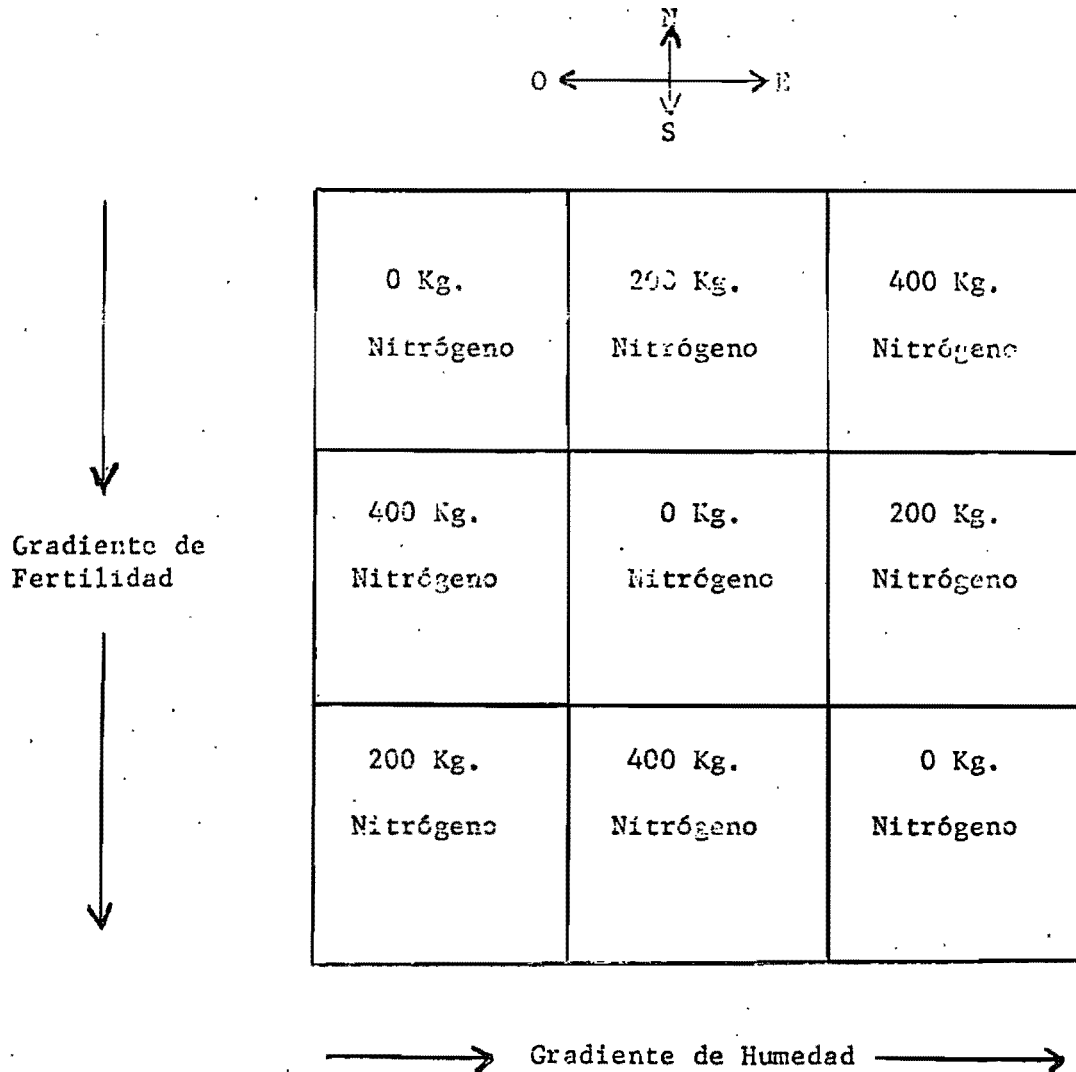 N
O E
S
0 Kg. 200 Kg. 400 Kg.
Nitrógeno Nitrógeno Nitrógeno
400 Kg. 0 Kg. 200 Kg.
Nitrógeno Nitrógeno Nitrógeno
Gradiente de
Fertilidad
200 Kg. 400 Kg. 0 Kg.
Nitrógeno Nitrógeno Nitrógeno
Gradiente de Humedad